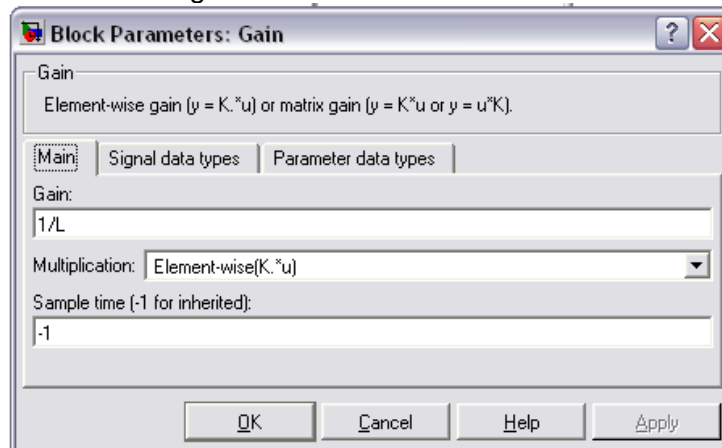 Block Parameters: Gain
Gain
Element-wise gain (y = K.*u) or matrix gain (y = K*u or y = u*K).
Main Signal data types Parameter data types
Gain:
1/L
Multiplication: Element-wise(K.*u)
Sample time (-1 for inherited):
-1
OK Cancel Help Apply